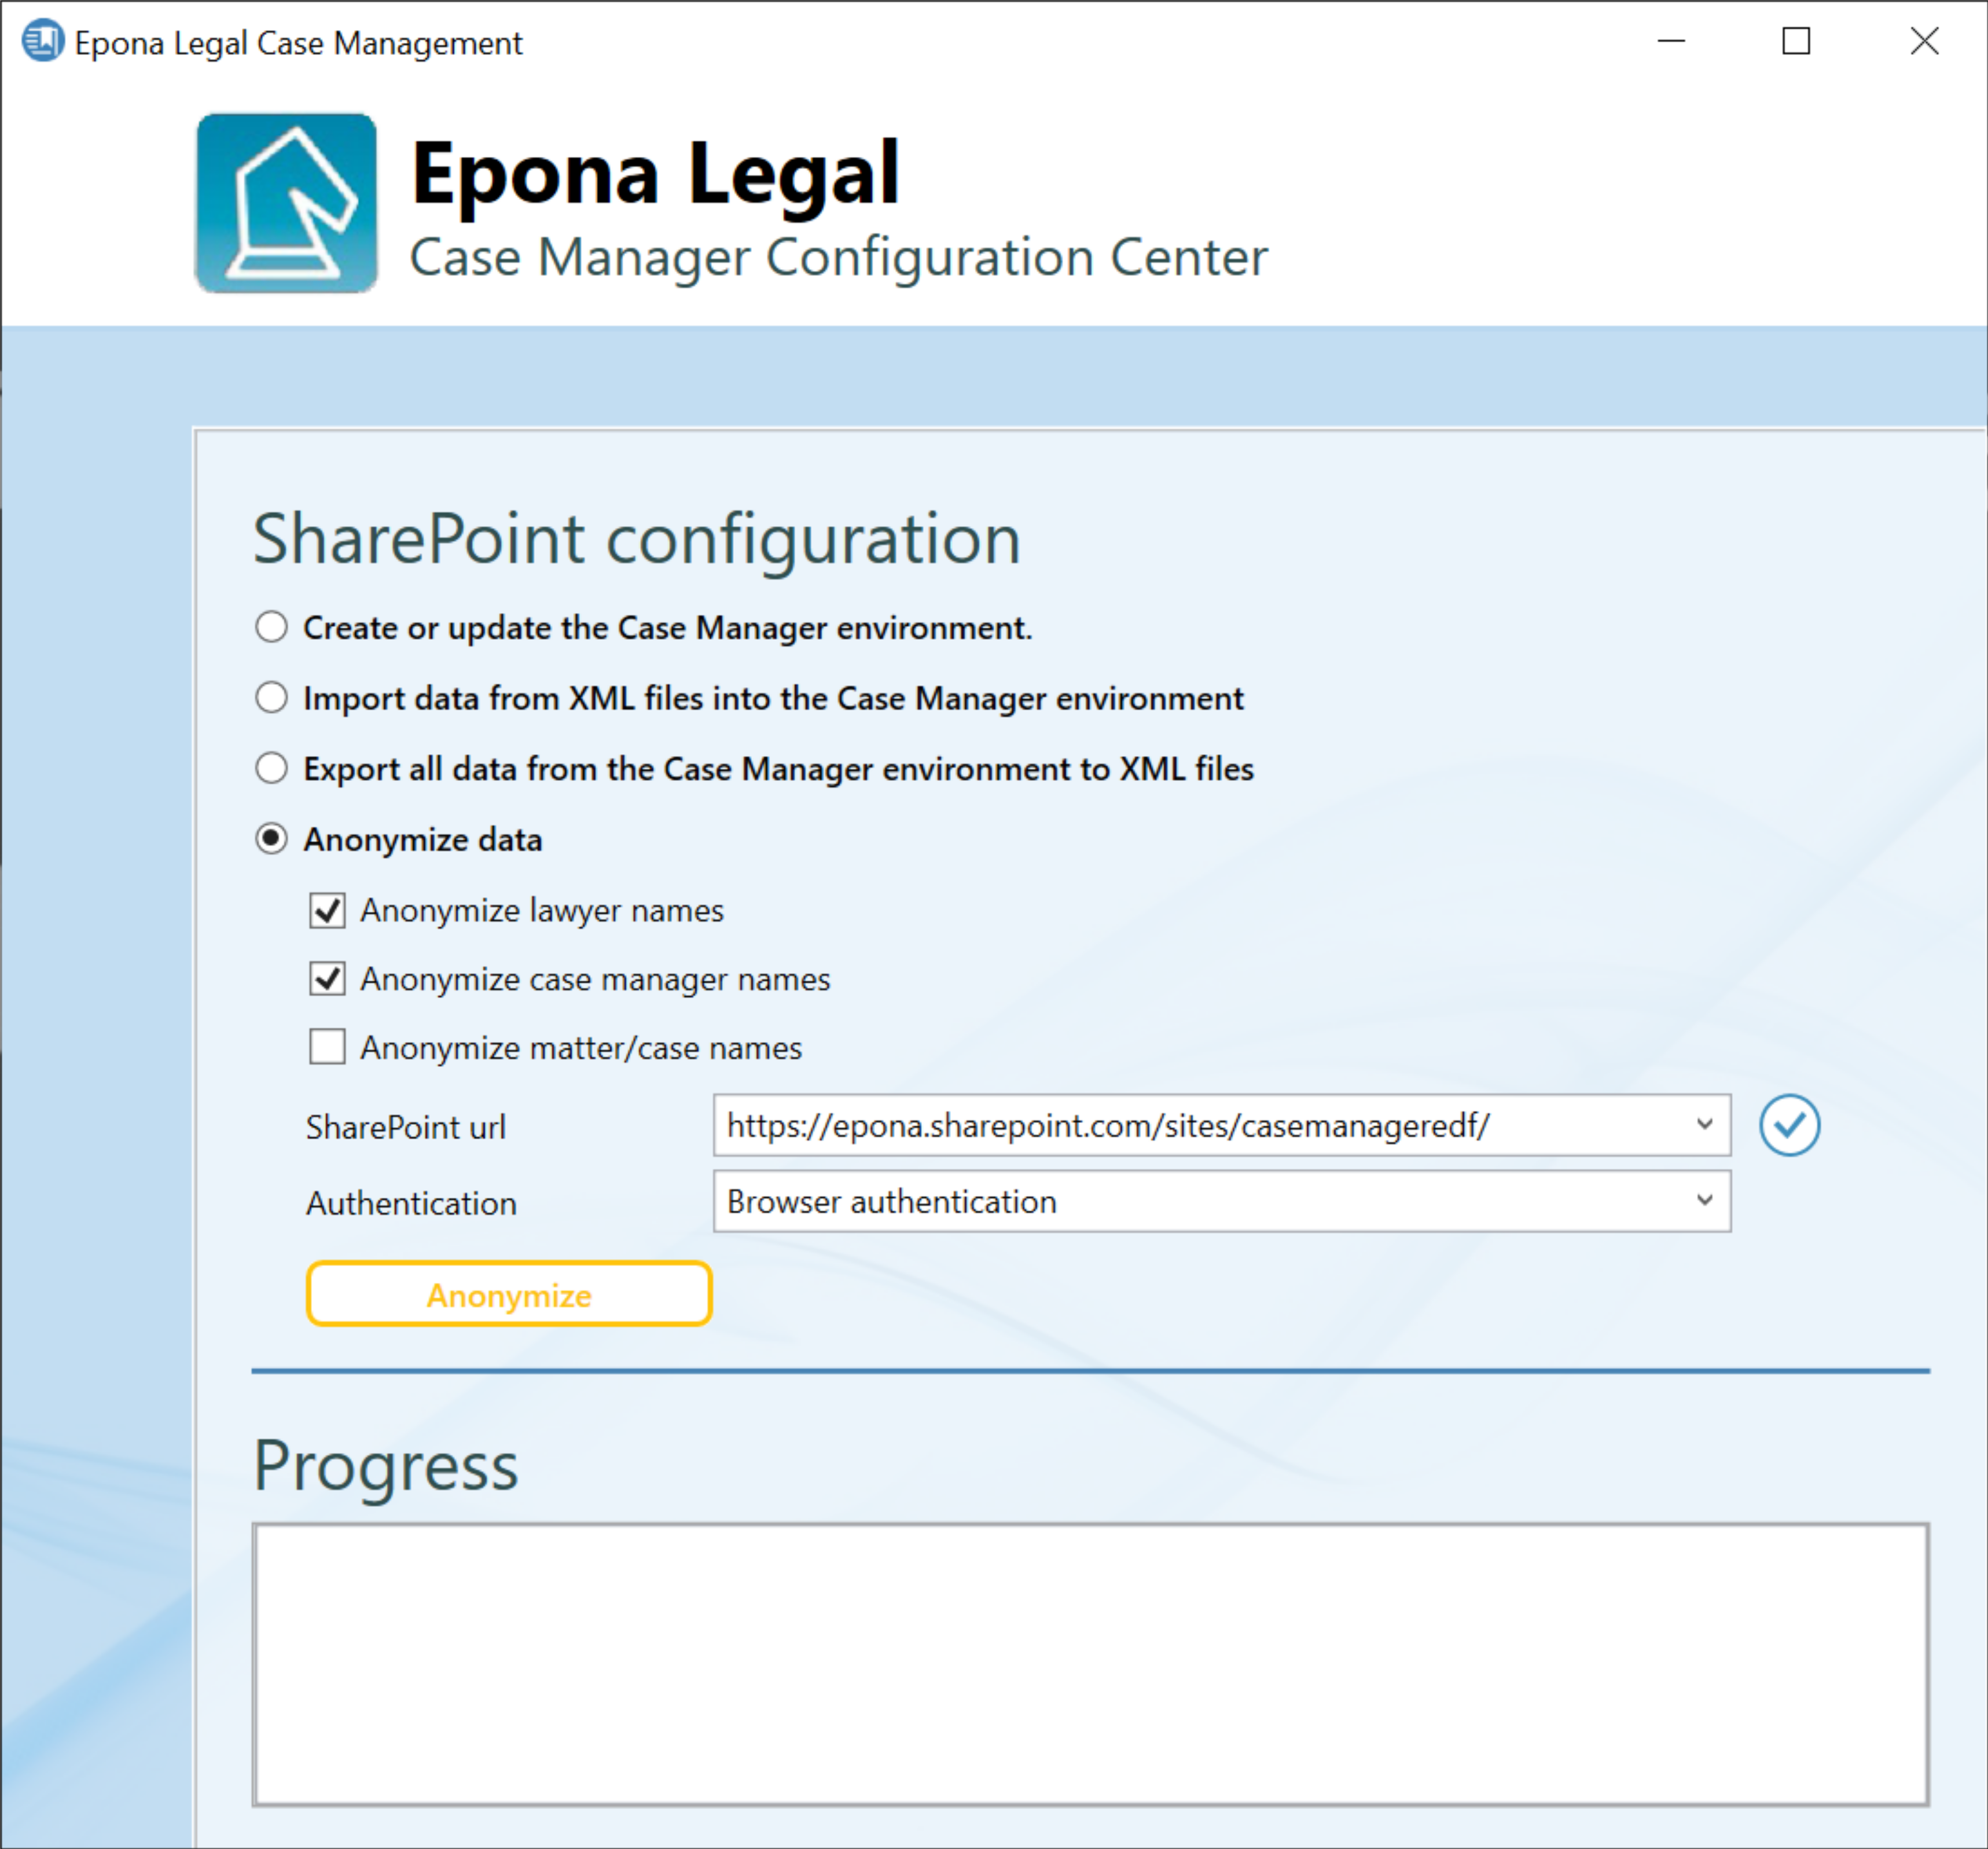 Epona Legal Case Management
Epona Legal
Case Manager Configuration Center
SharePoint configuration
Create or update the Case Manager environment.
Import data from XML files into the Case Manager environment
Export all data from the Case Manager environment to XML files
Anonymize data
Anonymize lawyer names
Anonymize case manager names
Anonymize matter/case names
SharePoint url https://epona.sharepoint.com/sites/casemanageredf/
Authentication Browser authentication
Anonymize
Progress